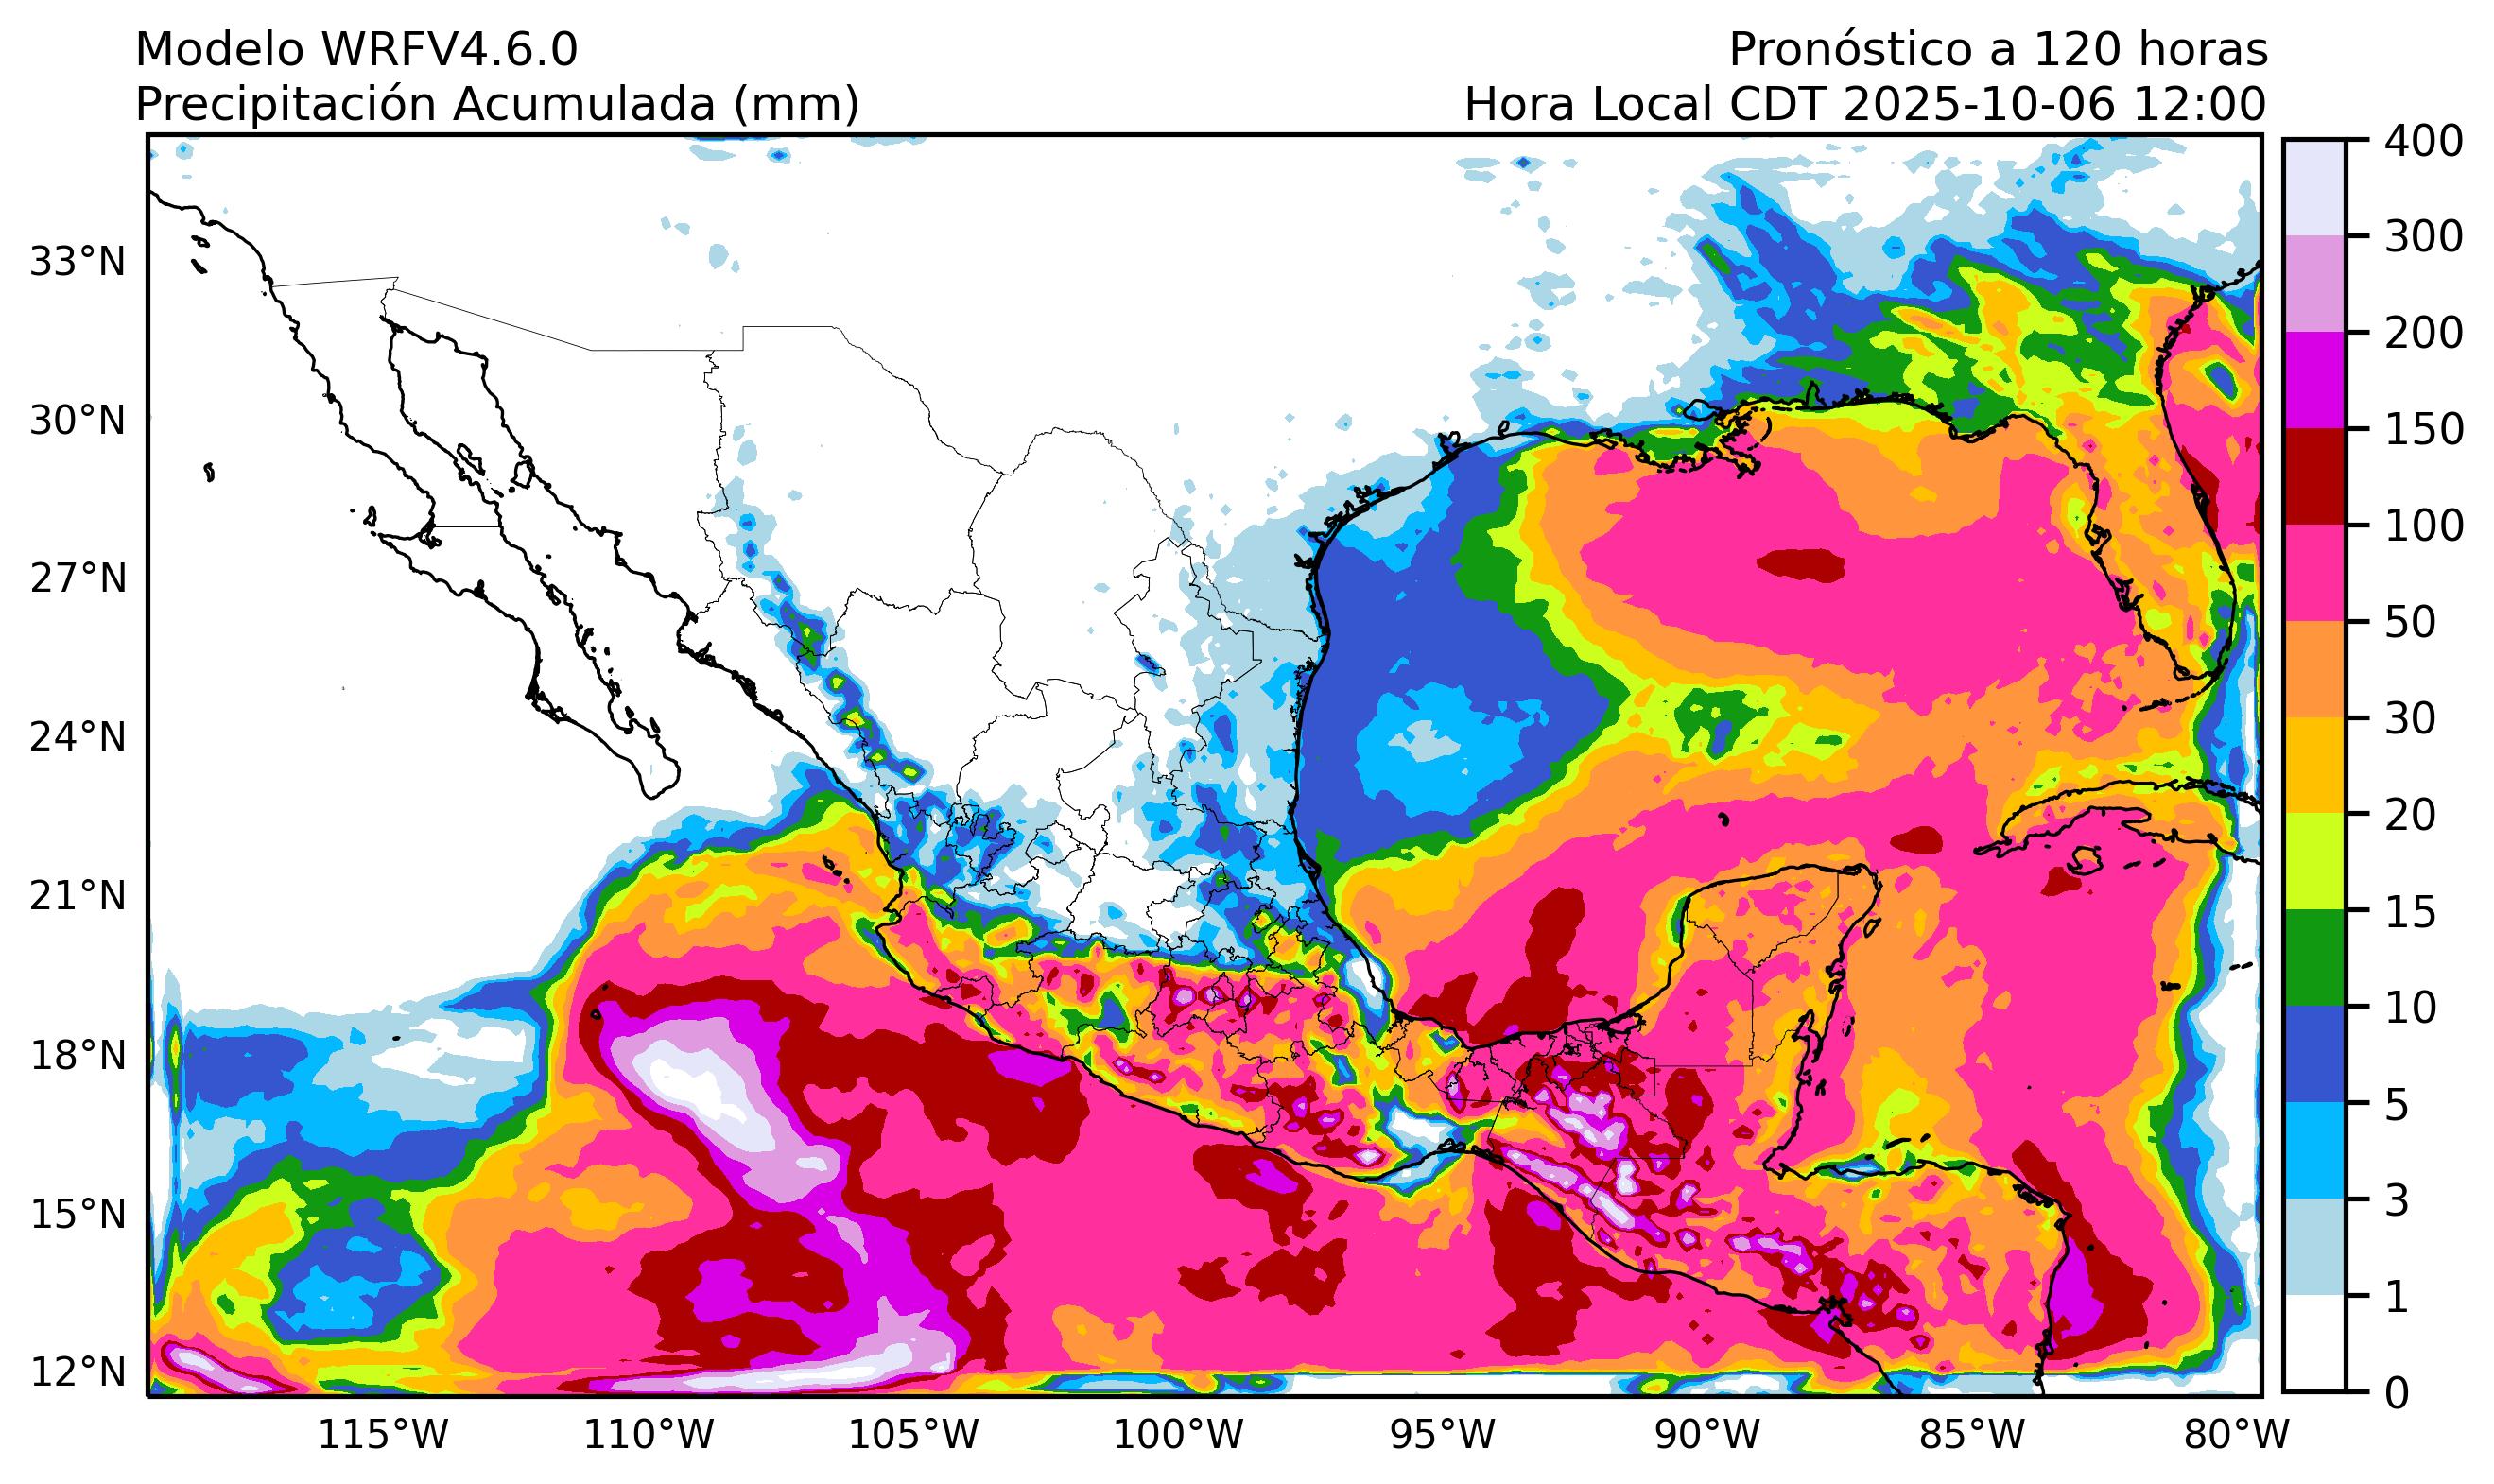 Modelo WRFV4.6.0
Pronóstico a 120 horas
Precipitación Acumulada (mm)
Hora Local CDT 2025-10-06 12:00
33°N
30°N
27°N
24°N
21°N
18°N
15°N
12°N
115°W
110°W
105°W
100°W
95°W
90°W
85°W
80°W
400
300
200
150
100
50
30
20
15
10
5
3
1
0